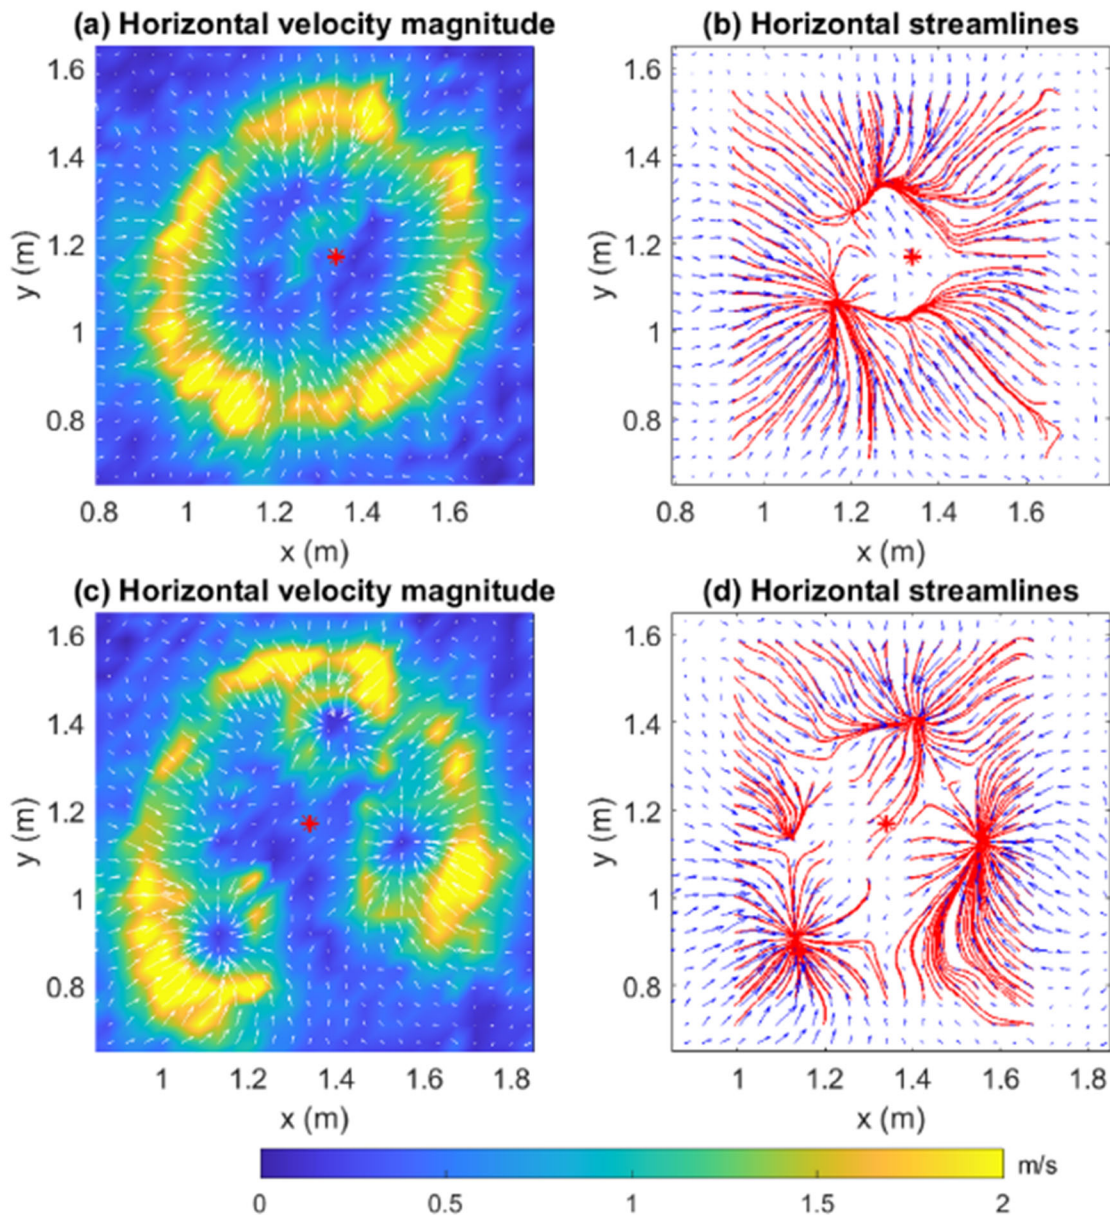 (a) Horizontal velocity magnitude
(b) Horizontal streamlines
1.6
1.4
1.2
1
0.8
y (m)
0.8 1 1.2 1.4 1.6
x (m)
1.6
1.4
1.2
1
0.8
y (m)
0.8 1 1.2 1.4 1.6
x (m)
(c) Horizontal velocity magnitude
(d) Horizontal streamlines
1.6
1.4
1.2
1
0.8
y (m)
1 1.2 1.4 1.6 1.8
x (m)
1.6
1.4
1.2
1
0.8
y (m)
1 1.2 1.4 1.6 1.8
x (m)
m/s
0 0.5 1 1.5 2